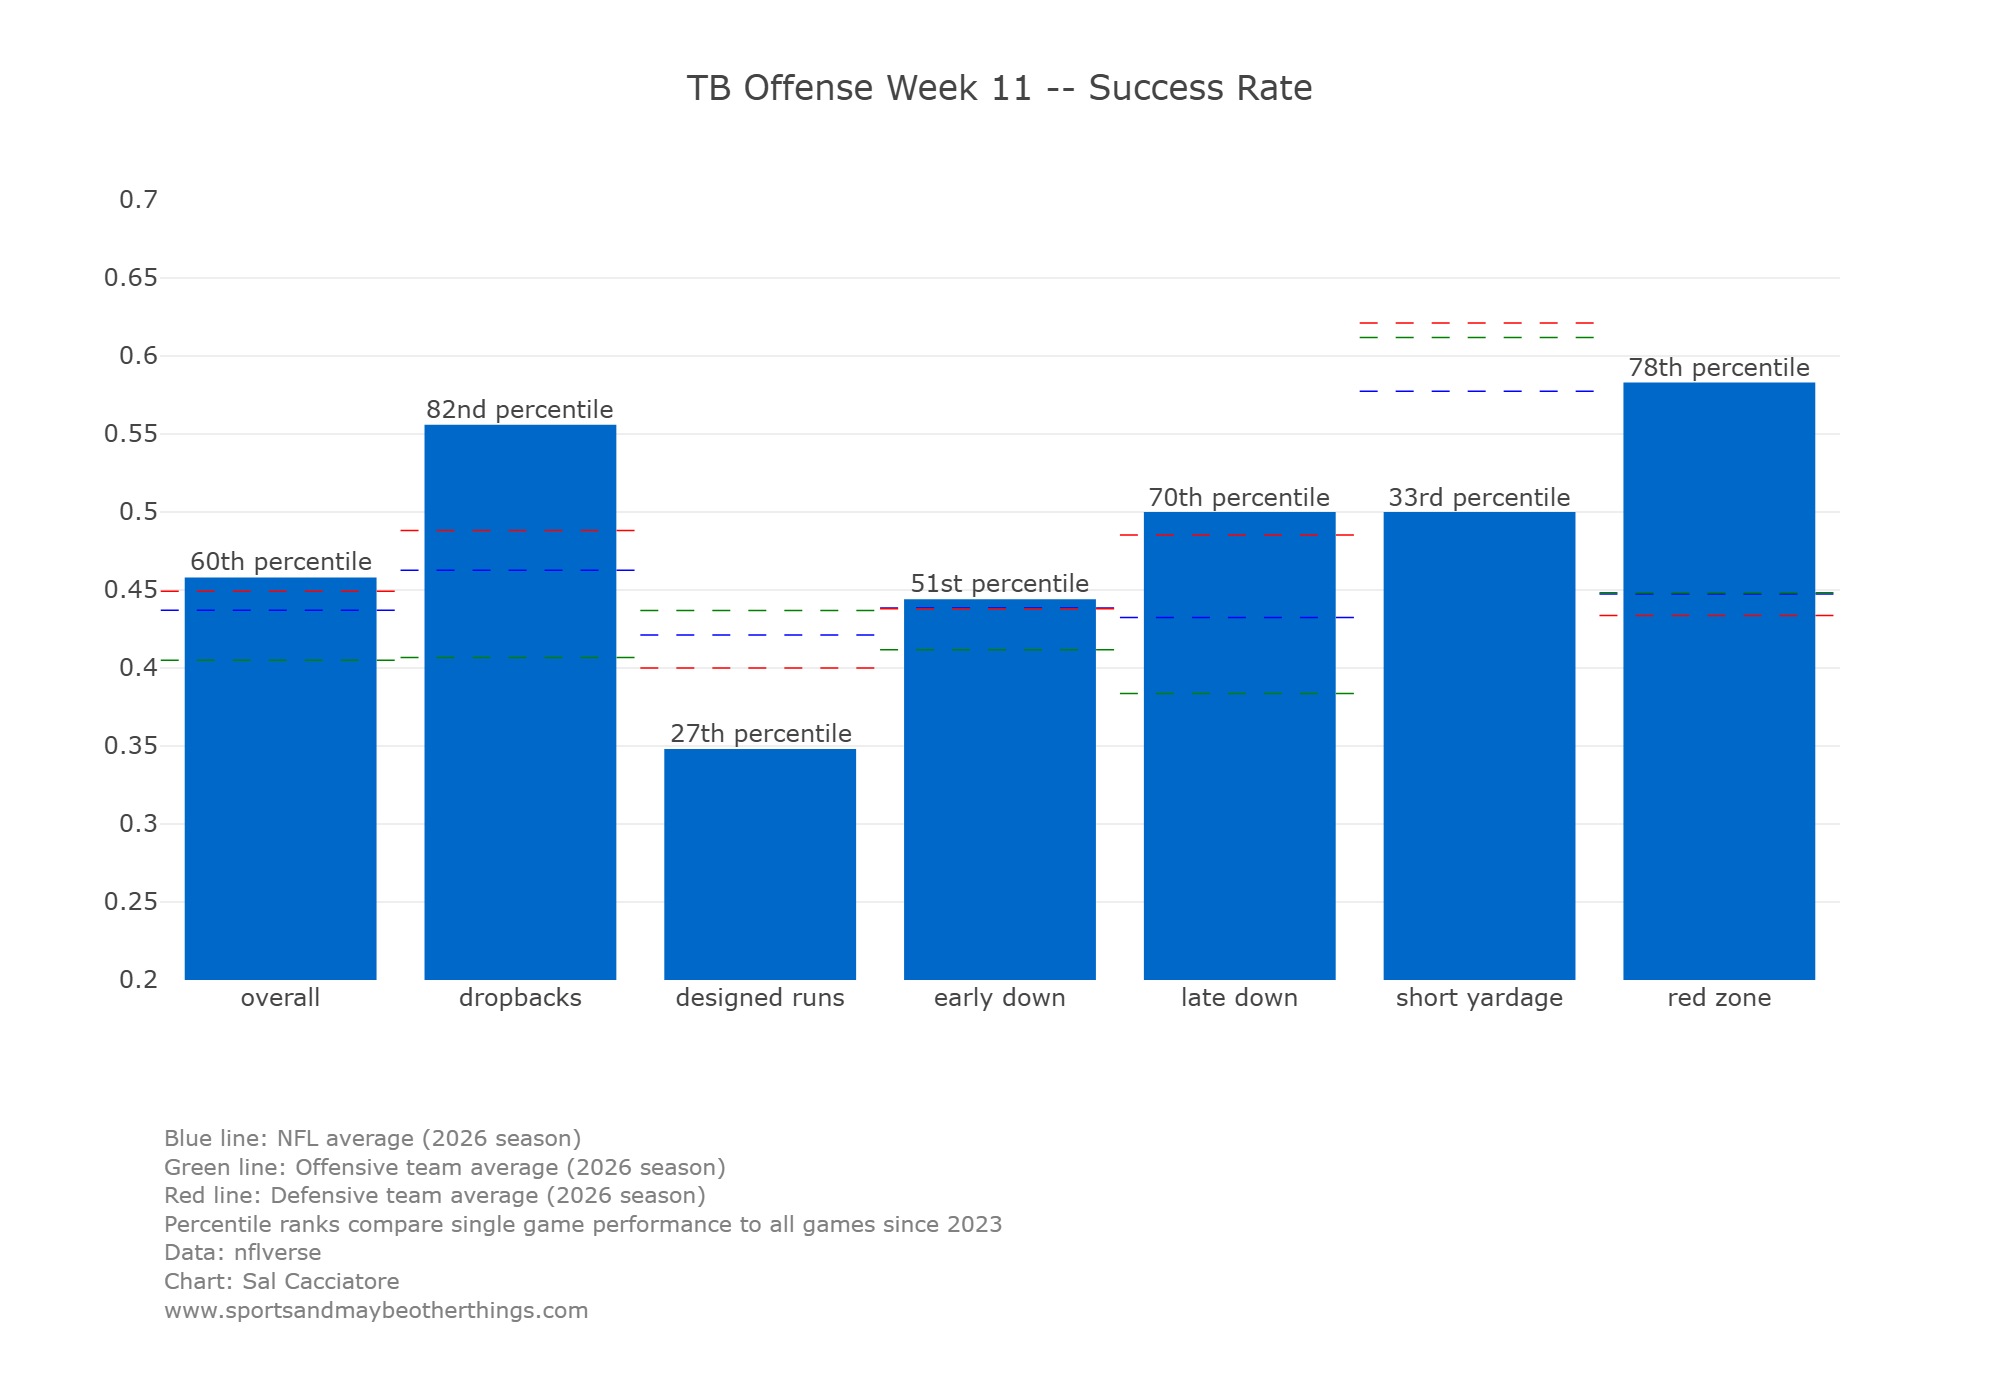 TB Offense Week 11 -- Success Rate
0.7
0.65
0.6
0.55
0.5
0.45
0.4
0.35
0.3
0.25
0.2
60th percentile
82nd percentile
27th percentile
51st percentile
70th percentile
33rd percentile
78th percentile
overall
dropbacks
designed runs
early down
late down
short yardage
red zone
Blue line: NFL average (2026 season)
Green line: Offensive team average (2026 season)
Red line: Defensive team average (2026 season)
Percentile ranks compare single game performance to all games since 2023
Data: nflverse
Chart: Sal Cacciatore
www.sportsandmaybeotherthings.com